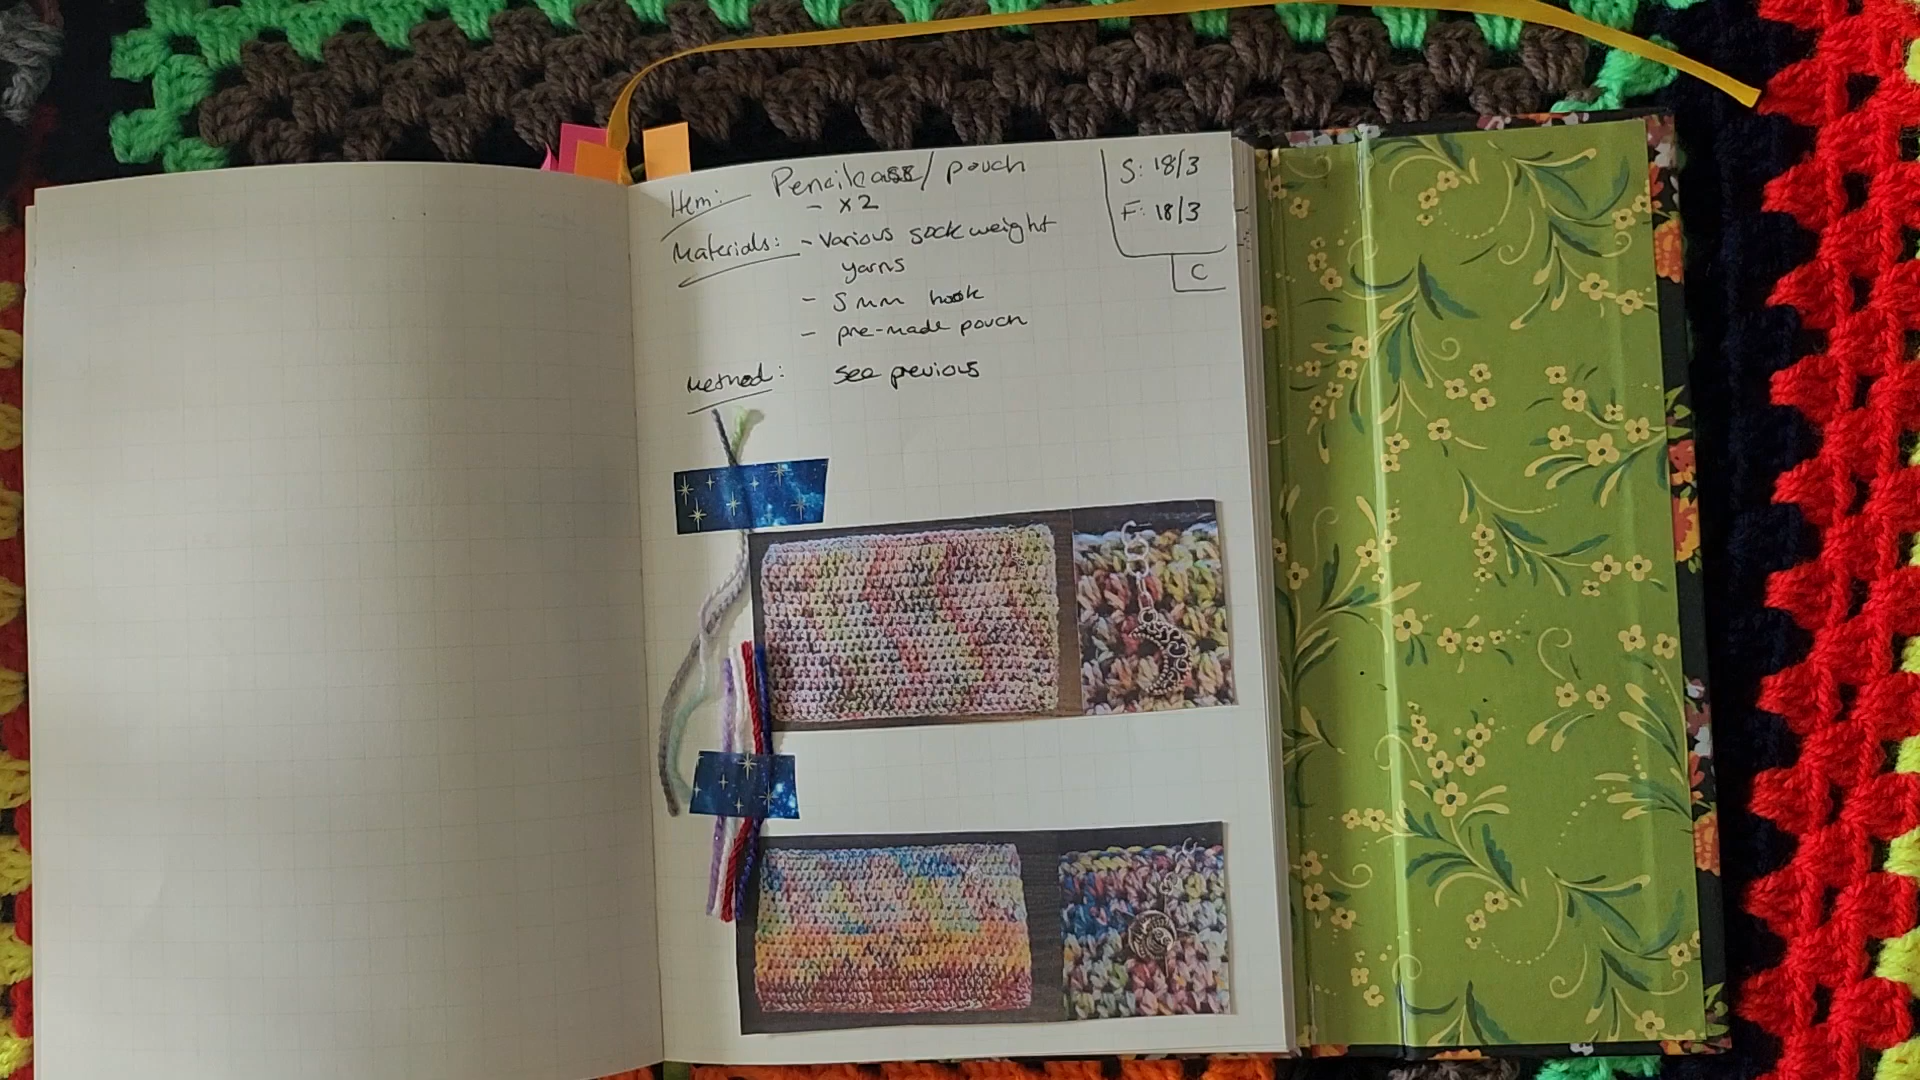 Item: Pencilcase/ pouch
- x2
Materials: - Various sock weight
yarns
- 5mm hook
- pre-made pouch
Method: see previous
S: 18/3
F: 18/3
C